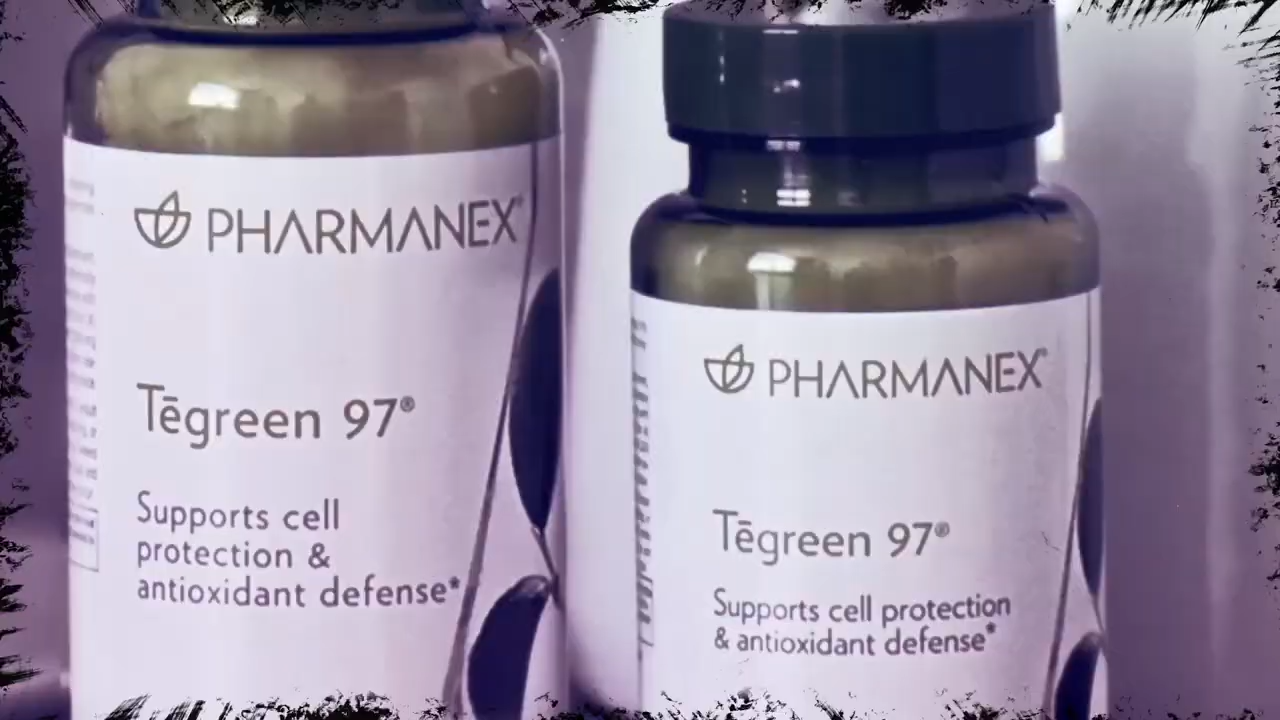 PHARMANEX®
Tēgreen 97®
Supports cell
protection &
antioxidant defense*
PHARMANEX®
Tēgreen 97®
Supports cell protection
& antioxidant defense*